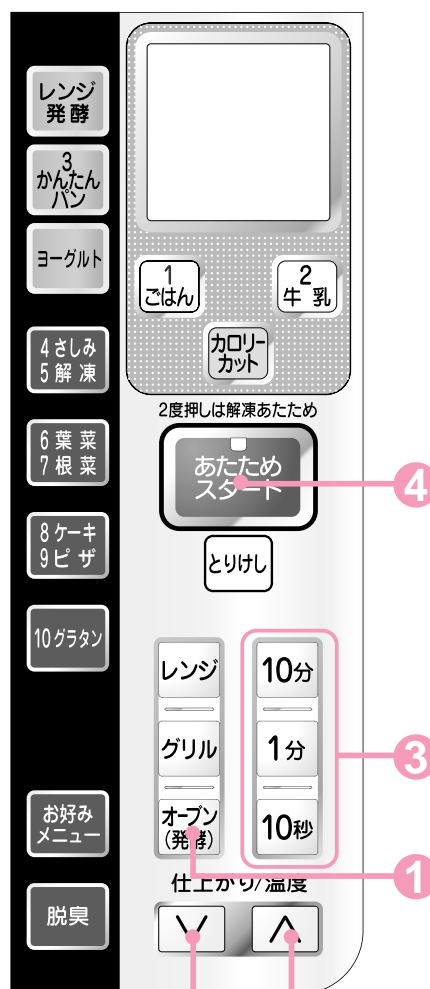 レンジ
発酵
3
かんたん
パン
ヨーグルト
1
ごはん
2
牛乳
カロリー
カット
4さしみ
5解凍
2度押しは解凍あたため
6葉菜
7根菜
あたため
スタート
4
8ケーキ
9ピザ
とりけし
10グラタン
レンジ
10分
グリル
1分
3
オーブン
(発酵)
10秒
1
お好み
メニュー
仕上がり/温度
脱臭